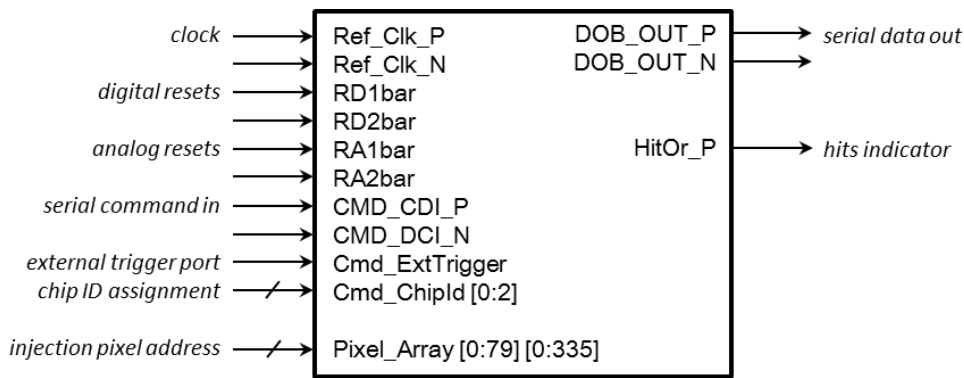 clock Ref_Clk_P DOB_OUT_P serial data out
Ref_Clk_N DOB_OUT_N
digital resets RD1bar
RD2bar
analog resets RA1bar HitOr_P hits indicator
RA2bar
serial command in CMD_CDI_P
CMD_DCI_N
external trigger port Cmd_ExtTrigger
chip ID assignment Cmd_ChipId [0:2]
injection pixel address Pixel_Array [0:79] [0:335]